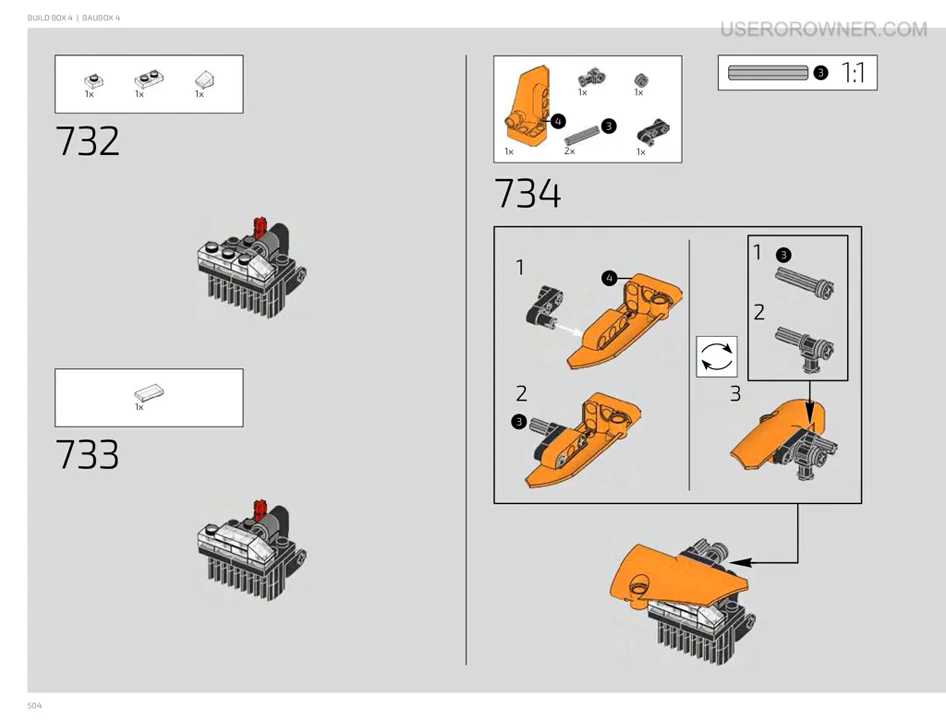 BUILD BOX 4 | BAUBOX 4
USEROROWNER.COM
1x
1x
1x
732
1x
733
4
1x
1x
3
1x
2x
1x
3
1:1
734
1
4
2
3
1
3
2
3
504